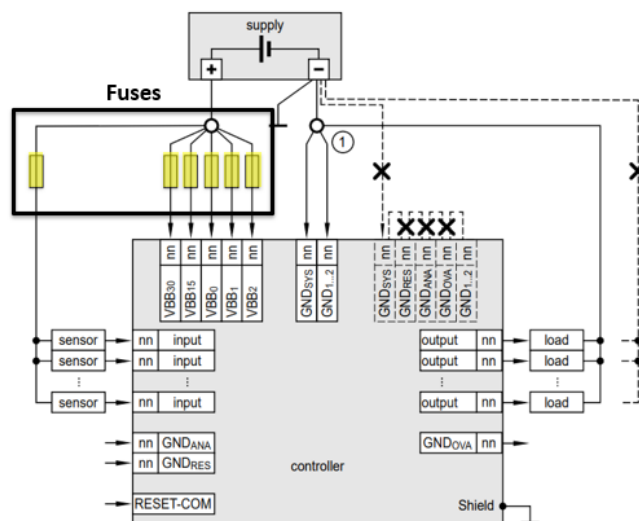 supply
+ −
Fuses
1
nn nn nn nn nn nn nn nn nn nn nn nn
VBB30 VBB15 VBB0 VBB1 VBB2 GNDSYS GND1...2 GNDSYS GNDRES GNDANA GNDOVA GND1...2
sensor nn input output nn load
sensor nn input output nn load
sensor nn input output nn load
nn GNDANA GNDOVA nn
nn GNDRES
controller
RESET-COM Shield